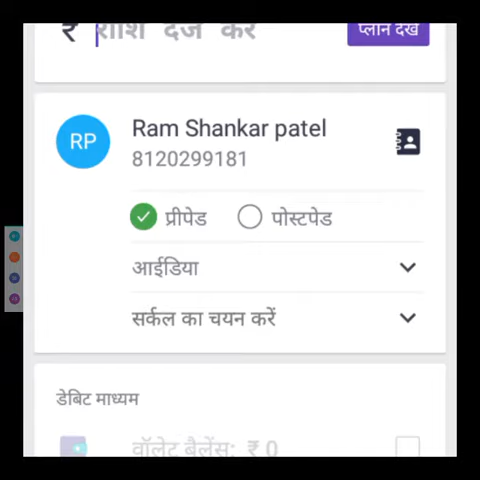 ₹ राशि दर्ज करें
प्लान देखें
RP
Ram Shankar patel
8120299181
प्रीपेड
पोस्टपेड
आईडिया
सर्कल का चयन करें
डेबिट माध्यम
वॉलेट बैलेंस: ₹ 0